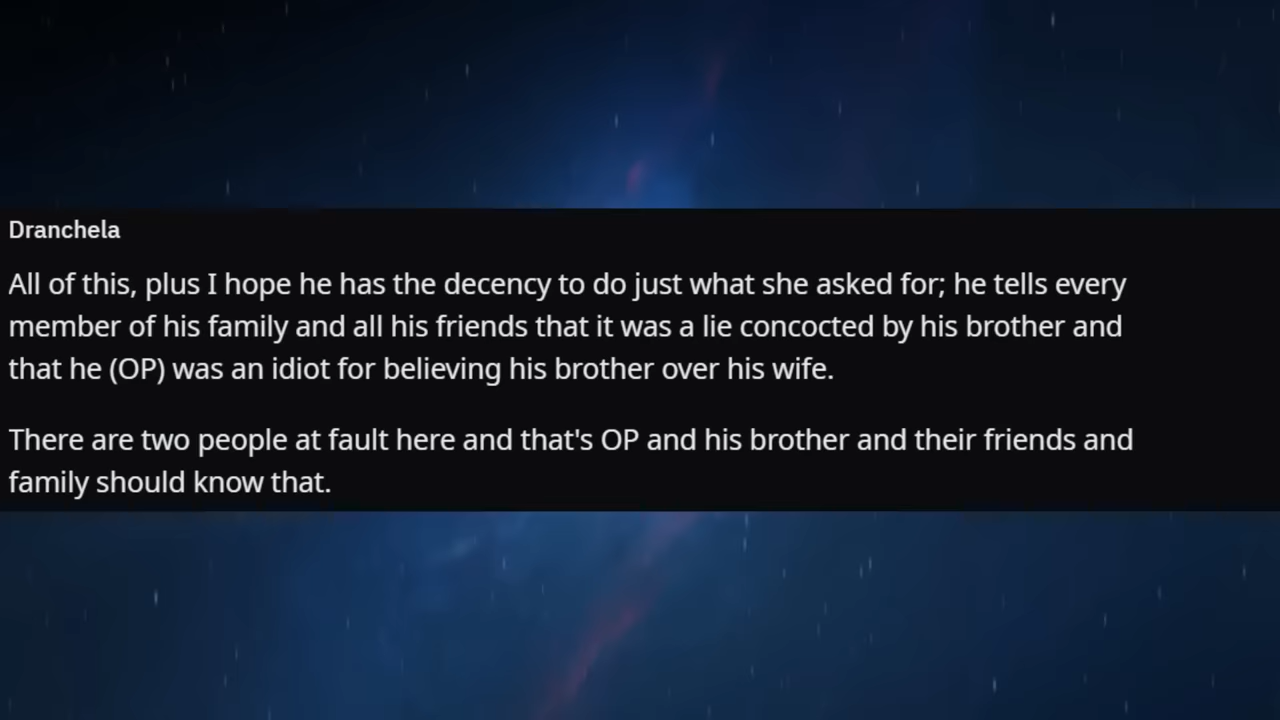 Dranchela
All of this, plus I hope he has the decency to do just what she asked for; he tells every
member of his family and all his friends that it was a lie concocted by his brother and
that he (OP) was an idiot for believing his brother over his wife.
There are two people at fault here and that's OP and his brother and their friends and
family should know that.